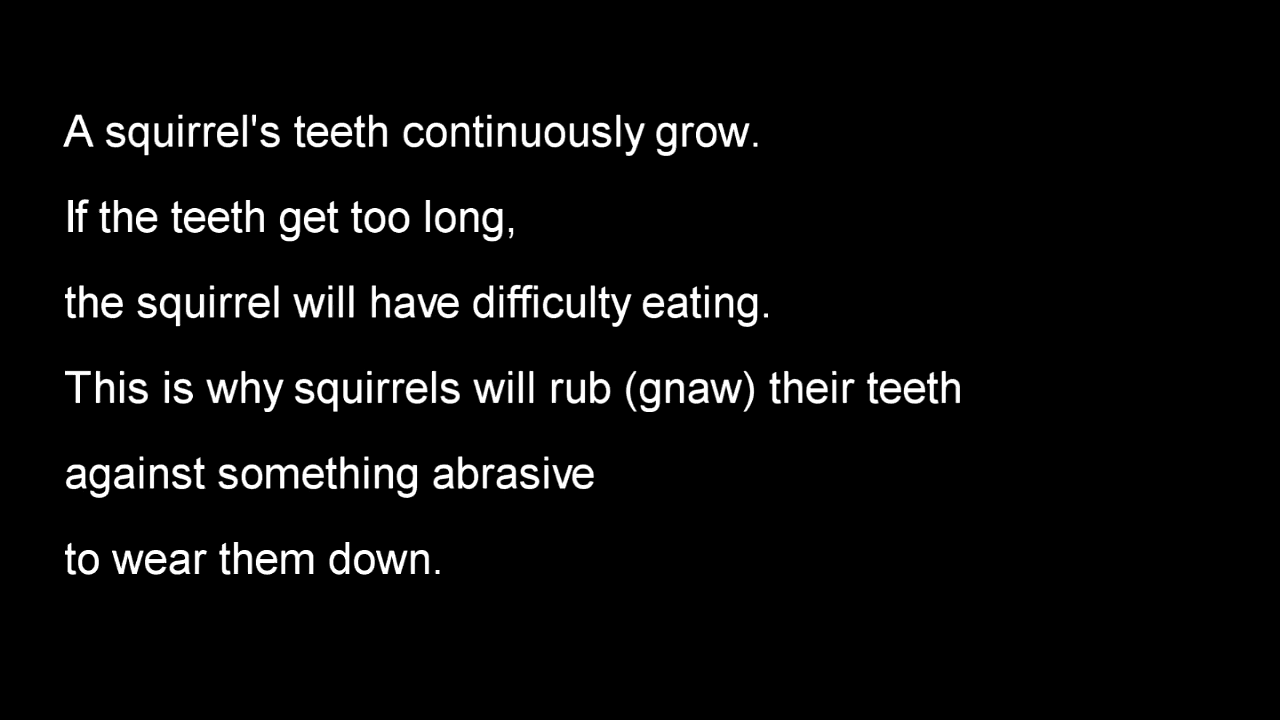 A squirrel's teeth continuously grow.
If the teeth get too long,
the squirrel will have difficulty eating.
This is why squirrels will rub (gnaw) their teeth
against something abrasive
to wear them down.